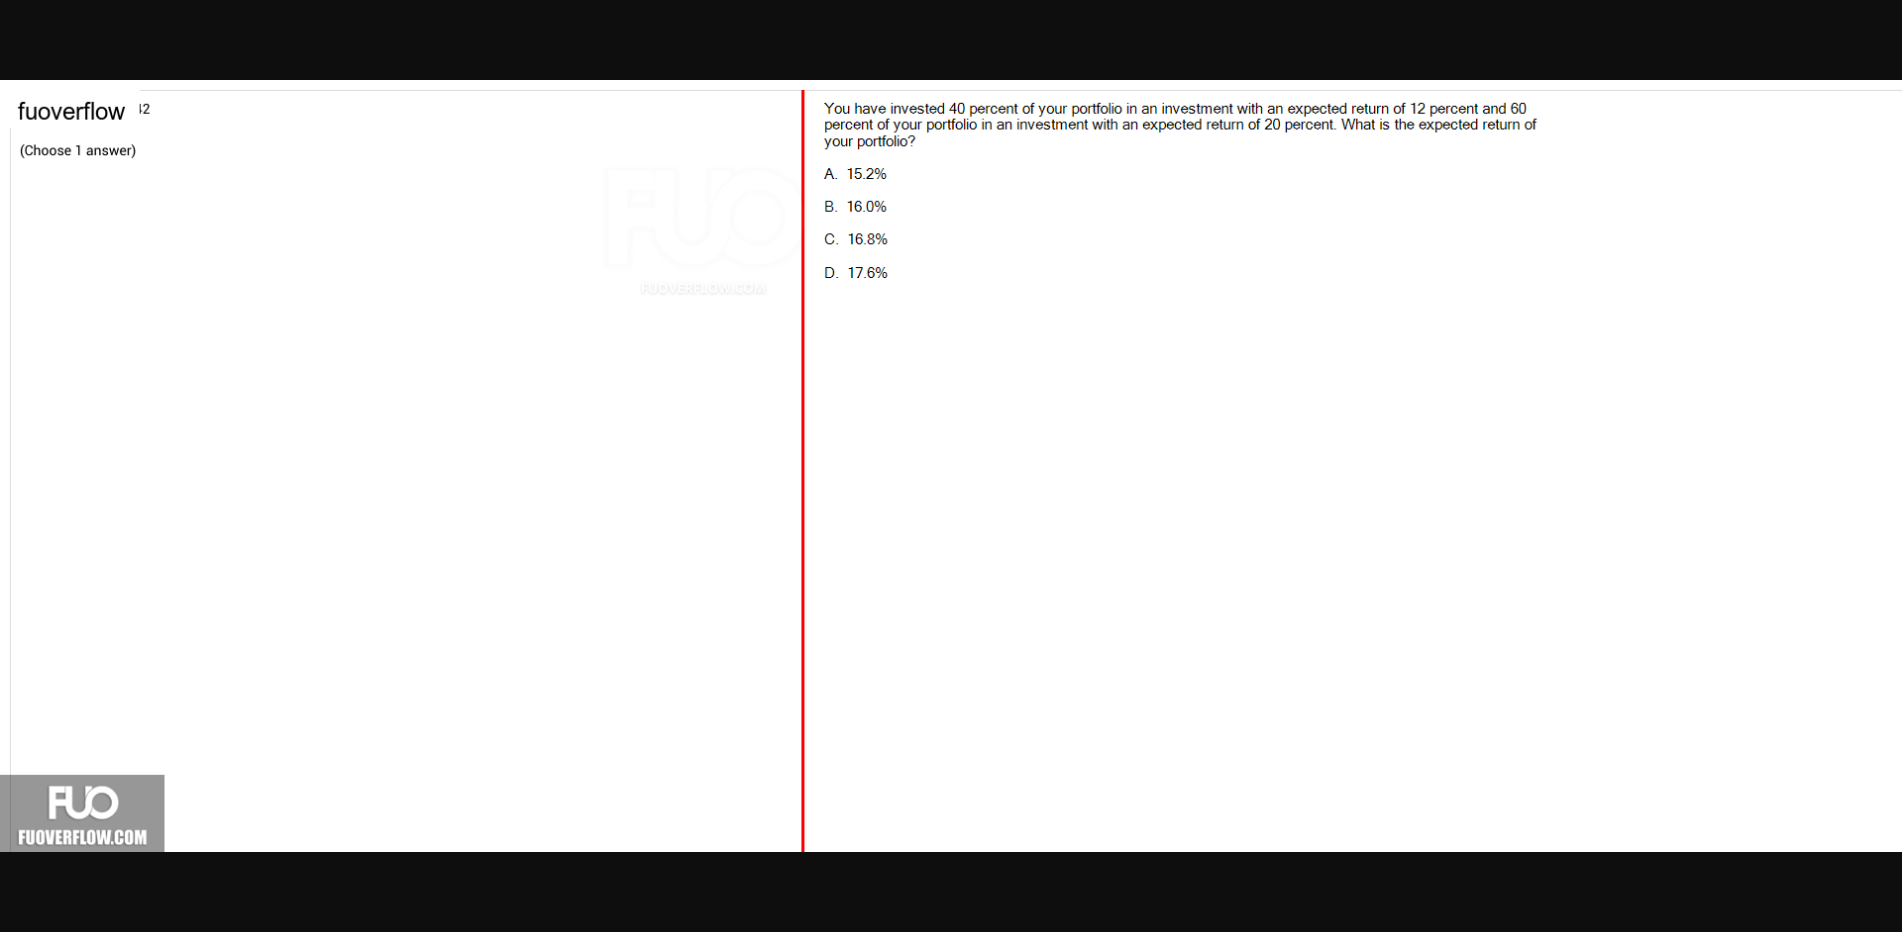 fuoverflow
12
(Choose 1 answer)
You have invested 40 percent of your portfolio in an investment with an expected return of 12 percent and 60
percent of your portfolio in an investment with an expected return of 20 percent. What is the expected return of
your portfolio?
A. 15.2%
B. 16.0%
C. 16.8%
D. 17.6%
FUO
FUOVERFLOW.COM
FUO
FUOVERFLOW.COM